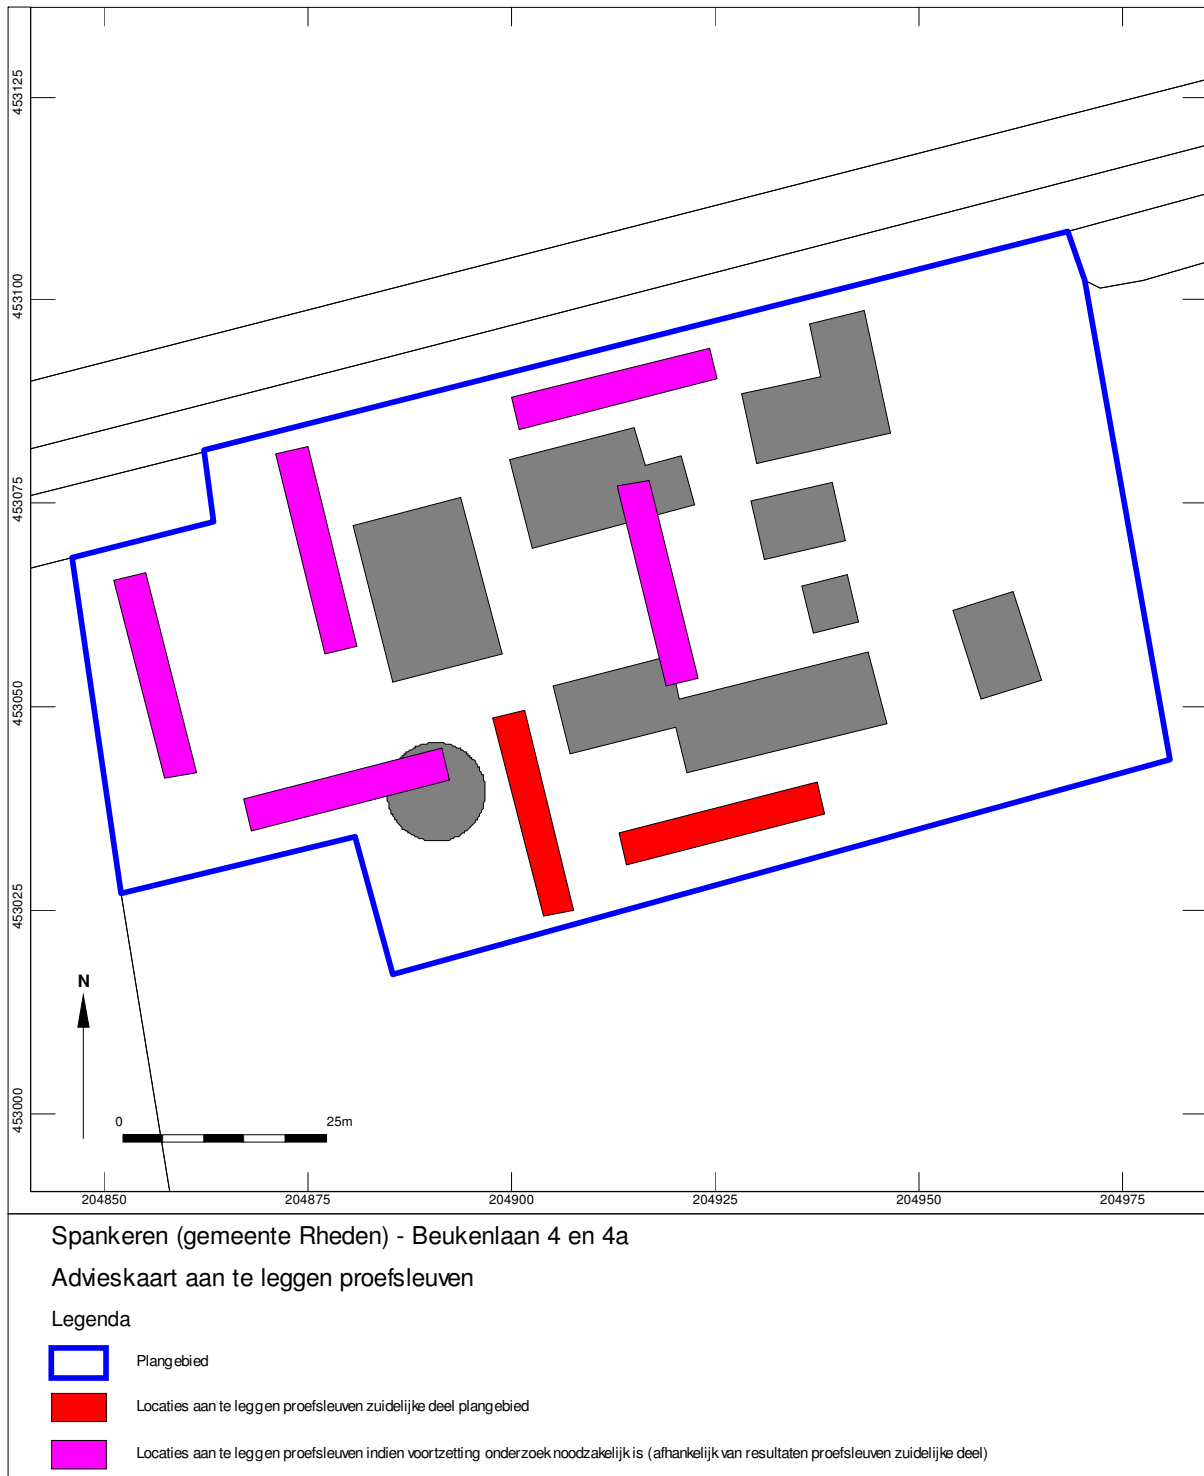 453125
453100
453075
453050
453025
453000
N
0 25m
204850 204875 204900 204925 204950 204975
Spankeren (gemeente Rheden) - Beukenlaan 4 en 4a
Advieskaart aan te leggen proefsleuven
Legenda
Plangebied
Locaties aan te leggen proefsleuven zuidelijke deel plangebied
Locaties aan te leggen proefsleuven indien voortzetting onderzoek noodzakelijk is (afhankelijk van resultaten proefsleuven zuidelijke deel)